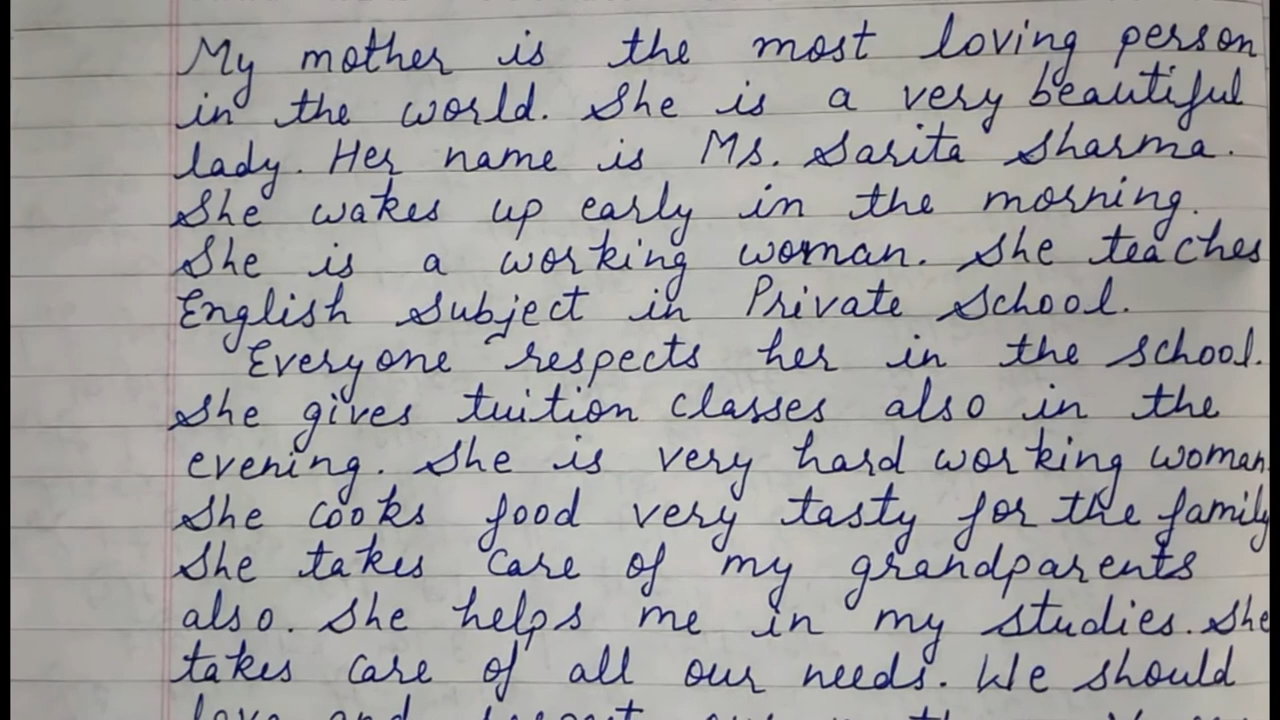 My mother is the most loving person
in the world. She is a very beautiful
lady. Her name is Ms. Sarita Sharma.
She wakes up early in the morning.
She is a working woman. She teaches
English Subject in Private School.
Everyone respects her in the school.
She gives tuition classes also in the
evening. She is very hard working woman
She cooks food very tasty for the family
She takes care of my grandparents
also. She helps me in my studies. She
takes care of all our needs. We should
love and respect our